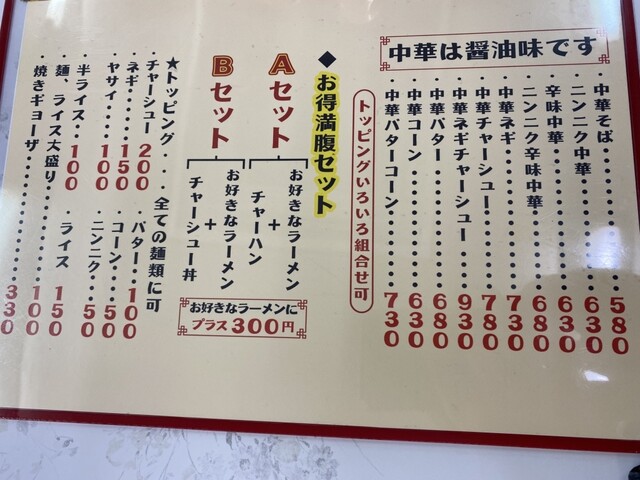 中華は醤油味です
・中華そば・・・・・・・・・・580
・ニンニク中華・・・・・・・・630
・辛味中華・・・・・・・・・・630
・ニンニク辛味中華・・・・・・680
・中華ネギ・・・・・・・・・・730
・中華チャーシュー・・・・・・780
・中華ネギチャーシュー・・・・930
・中華バター・・・・・・・・・680
・中華コーン・・・・・・・・・630
・中華バターコーン・・・・・・730
トッピングいろいろ組合せ可
◆お得満腹セット
Aセット
お好きなラーメン
+
チャーハン
Bセット
お好きなラーメン
+
チャーシュー丼
お好きなラーメンに
プラス300円
★トッピング・・・全ての麺類に可
・チャーシュー 200
・バター・・100
・ネギ・・・・・150
・コーン・・50
・ヤサイ・・・・100
・ニンニク・・50
・半ライス・・・100
・ライス 150
・麺、ライス大盛り・・・・・・100
・焼きギョーザ・・・・・・・・330